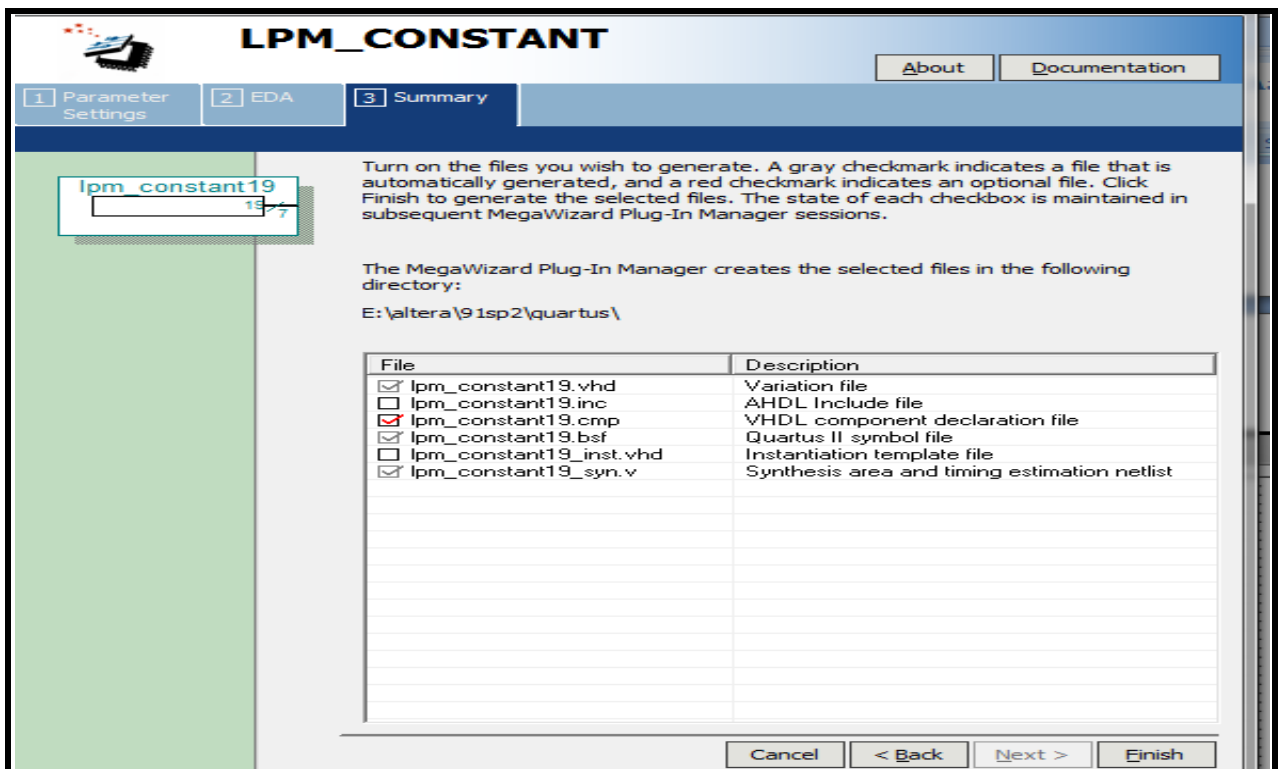 LPM_CONSTANT
About
Documentation
1 Parameter
Settings
2 EDA
3 Summary
lpm_constant19
19
7
Turn on the files you wish to generate. A gray checkmark indicates a file that is
automatically generated, and a red checkmark indicates an optional file. Click
Finish to generate the selected files. The state of each checkbox is maintained in
subsequent MegaWizard Plug-In Manager sessions.
The MegaWizard Plug-In Manager creates the selected files in the following
directory:
E:\altera\91sp2\quartus\
File Description
lpm_constant19.vhd Variation file
lpm_constant19.inc AHDL Include file
lpm_constant19.cmp VHDL component declaration file
lpm_constant19.bsf Quartus II symbol file
lpm_constant19_inst.vhd Instantiation template file
lpm_constant19_syn.v Synthesis area and timing estimation netlist
Cancel < Back Next > Finish